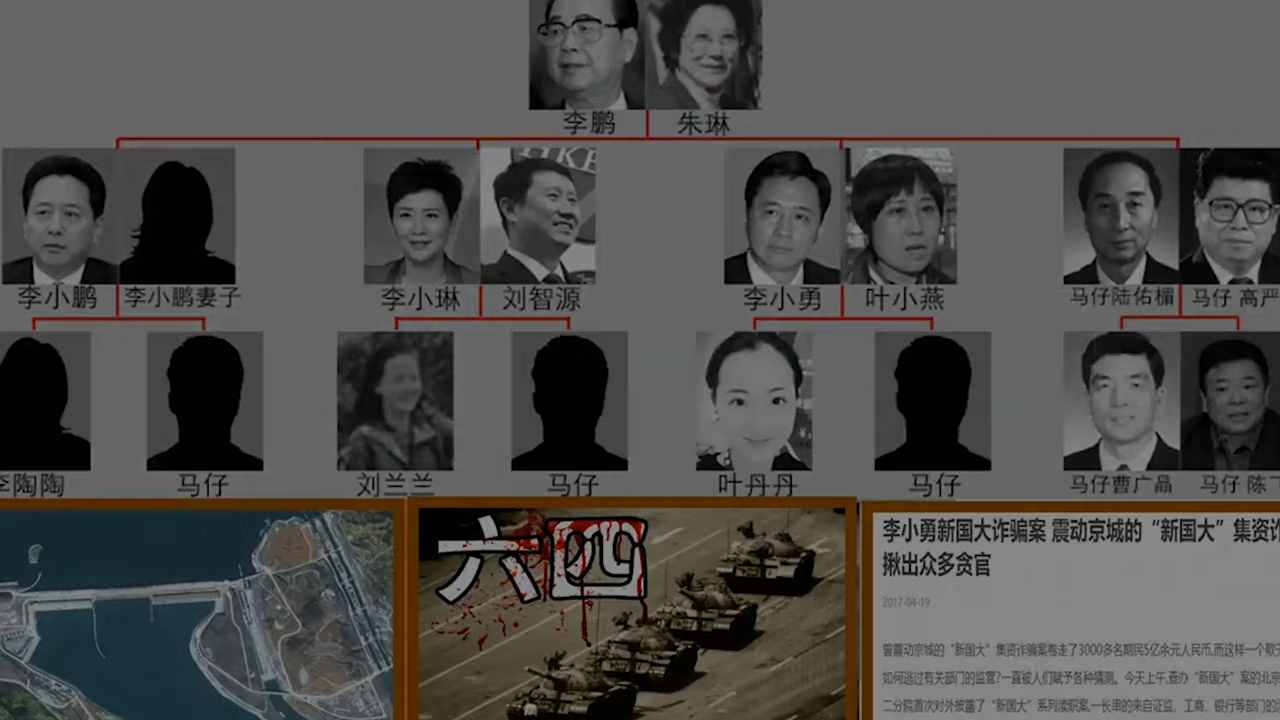 李鹏
朱琳
李小鹏
李小鹏妻子
李小琳
刘智源
李小勇
叶小燕
马仔陆佑楣
马仔 高严
李陶陶
马仔
刘兰兰
马仔
叶丹丹
马仔
马仔曹广晶
马仔 陈飞
六四
李小勇新国大诈骗案 震动京城的“新国大”集资诈
揪出众多贪官
2017-04-19
曾震动京城的“新国大”集资诈骗案卷走了3000多名期民5亿余元人民币,而这样一个弥天
如何逃过有关部门的监管?一直被人们赋予各种猜测。今天上午,查办“新国大”案的北京
二分院首次对外披露了“新国大”系列渎职案,一长串的来自证监、工商、银行等部门的